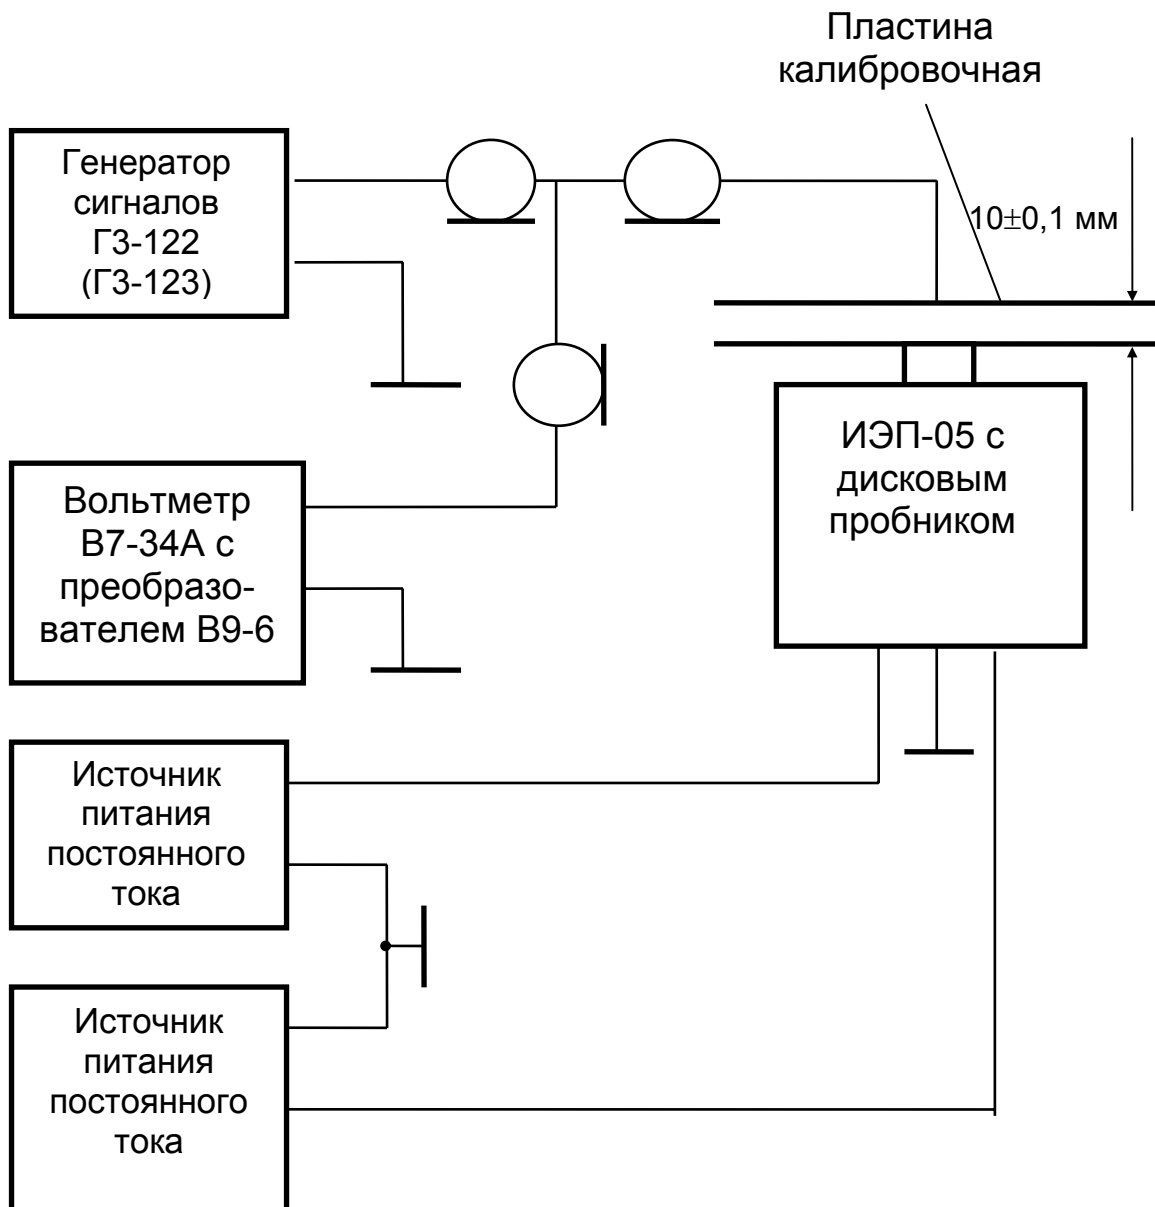 Пластина
калибровочная
Генератор
сигналов
Г3-122
(Г3-123)
10±0,1 мм
ИЭП-05 с
дисковым
пробником
Вольтметр
В7-34А с
преобразо-
вателем В9-6
Источник
питания
постоянного
тока
Источник
питания
постоянного
тока